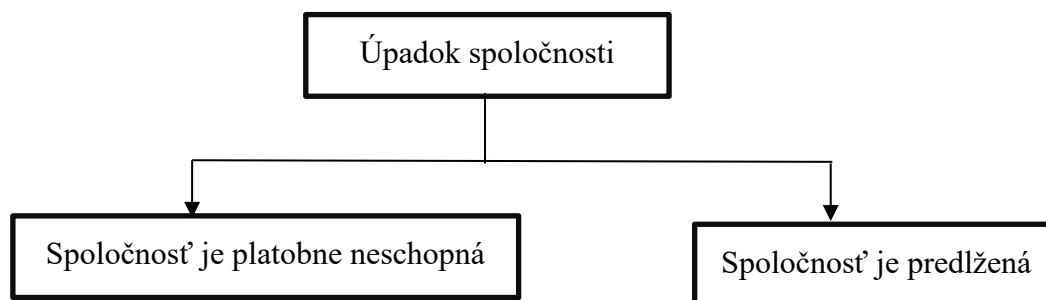 Úpadok spoločnosti
Spoločnosť je platobne neschopná
Spoločnosť je predlžená